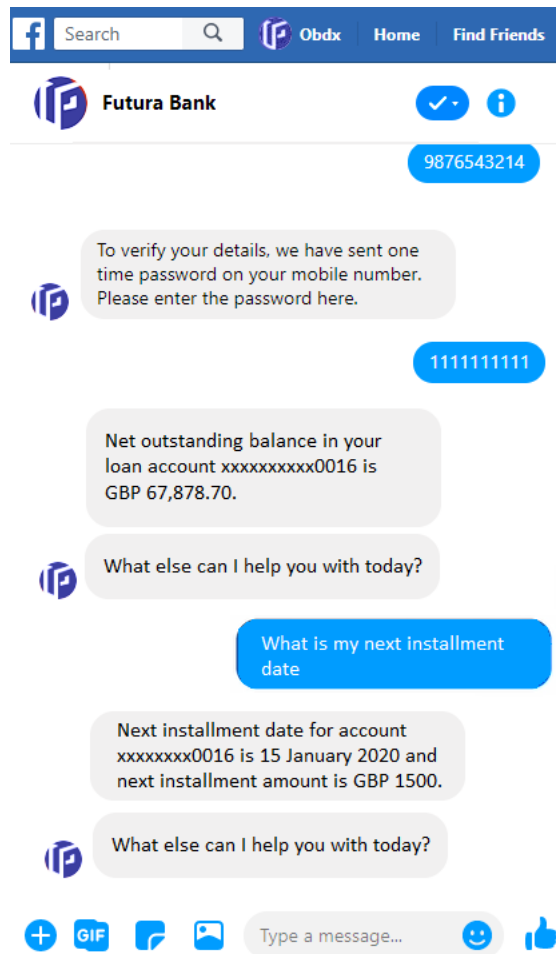 f
Search
Obdx
Home
Find Friends
Futura Bank
9876543214
To verify your details, we have sent one
time password on your mobile number.
Please enter the password here.
1111111111
Net outstanding balance in your
loan account xxxxxxxxxx0016 is
GBP 67,878.70.
What else can I help you with today?
What is my next installment
date
Next installment date for account
xxxxxxxx0016 is 15 January 2020 and
next installment amount is GBP 1500.
What else can I help you with today?
GIF
Type a message...